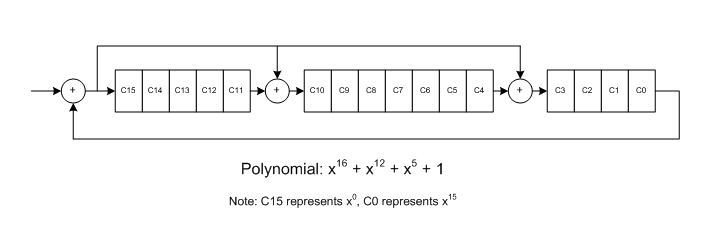 + C15 C14 C13 C12 C11 + C10 C9 C8 C7 C6 C5 C4 + C3 C2 C1 C0
Polynomial: x¹⁶ + x¹² + x⁵ + 1
Note: C15 represents x⁰, C0 represents x¹⁵